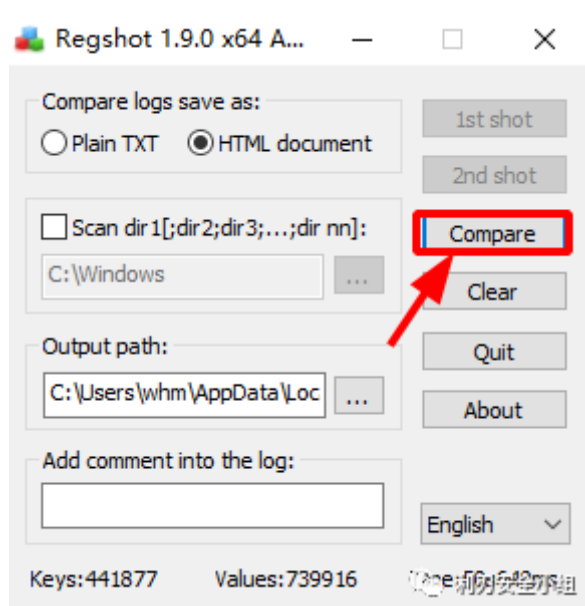 Regshot 1.9.0 x64 A...
Compare logs save as:
Plain TXT
HTML document
1st shot
2nd shot
Scan dir1[;dir2;dir3;...;dir nn]:
C:\Windows
...
Compare
Clear
Output path:
C:\Users\whm\AppData\Loc
...
Quit
About
Add comment into the log:
English
Keys:441877
Values:739916